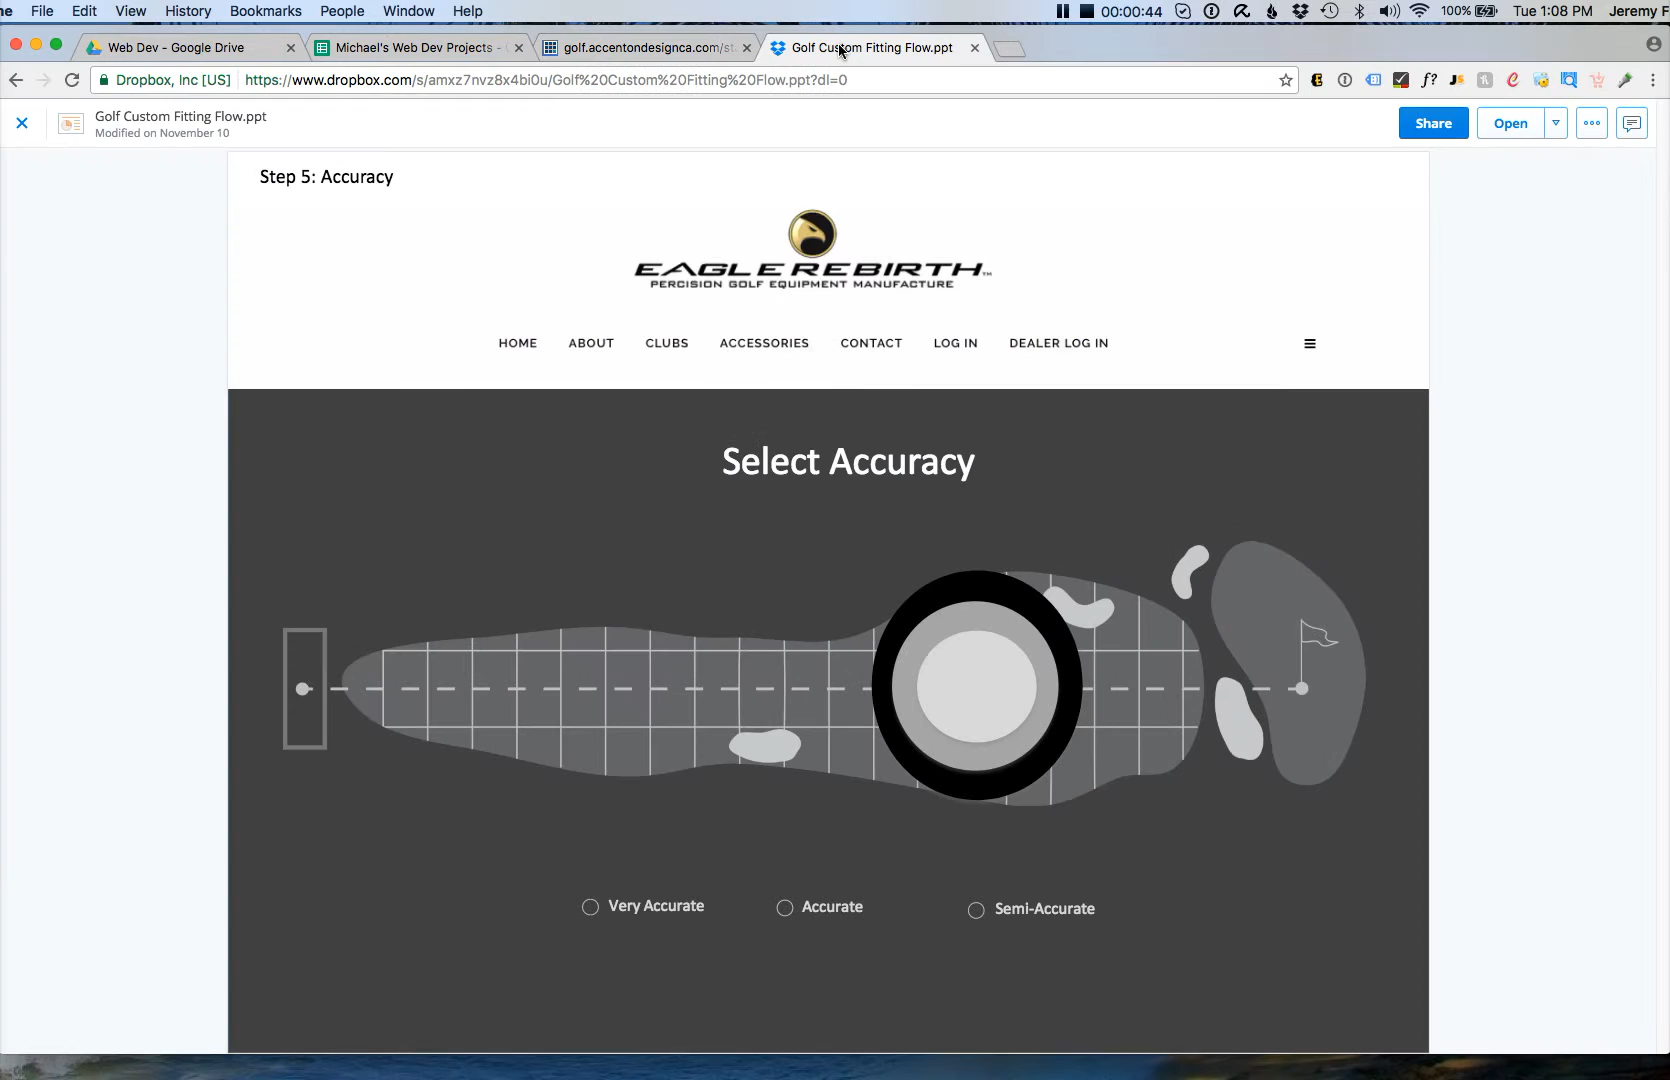 ne File Edit View History Bookmarks People Window Help 00:00:44 100% Tue 1:08 PM Jeremy F
Web Dev - Google Drive Michael's Web Dev Projects - golf.accentondesignca.com/st Golf Custom Fitting Flow.ppt
Dropbox, Inc [US] https://www.dropbox.com/s/amxz7nvz8x4bi0u/Golf%20Custom%20Fitting%20Flow.ppt?dl=0 f? JS
Golf Custom Fitting Flow.ppt
Modified on November 10
Share Open
Step 5: Accuracy
EAGLE REBIRTH™
PERCISION GOLF EQUIPMENT MANUFACTURE
HOME ABOUT CLUBS ACCESSORIES CONTACT LOG IN DEALER LOG IN
Select Accuracy
Very Accurate Accurate Semi-Accurate